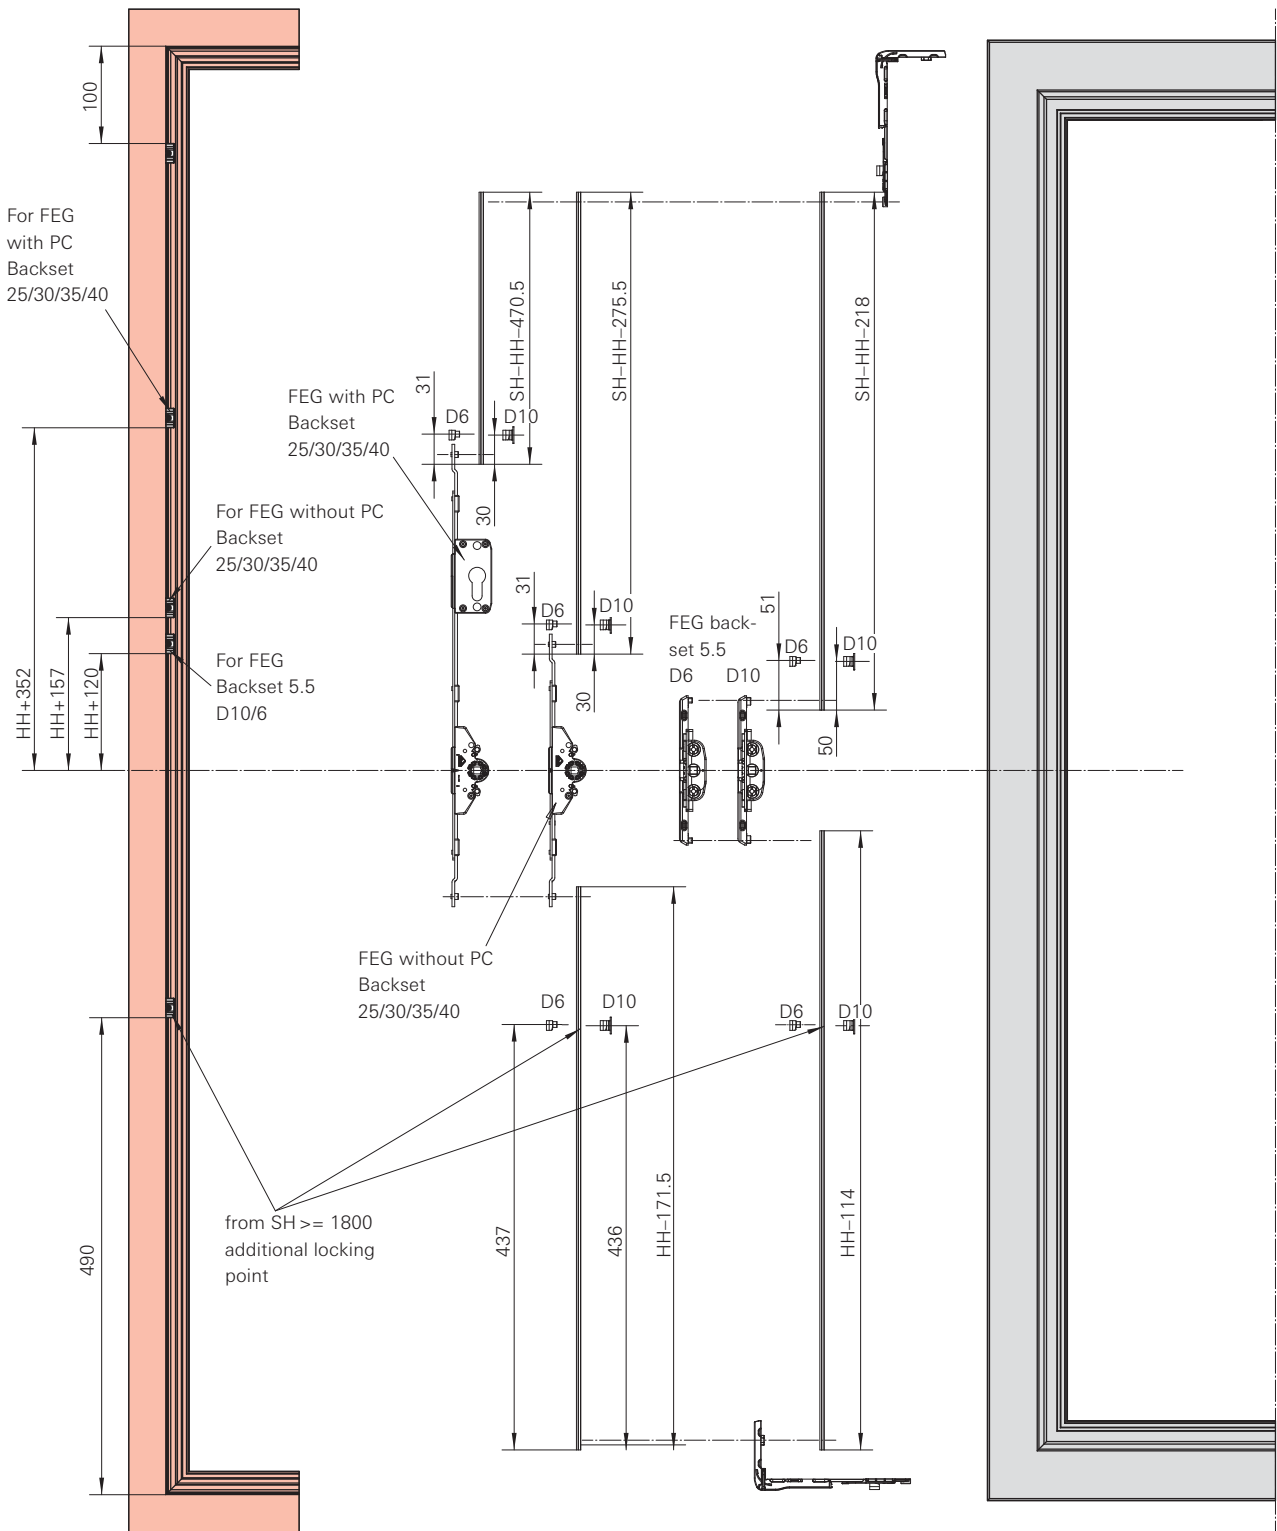 100
For FEG
with PC
Backset
25/30/35/40
SH–HH–470.5
SH–HH–275.5
SH–HH–218
31
FEG with PC
Backset
25/30/35/40
D6
D10
30
For FEG without PC
Backset
25/30/35/40
31
D6
D10
30
FEG back-
set 5.5
D6
D10
51
D6
D10
50
For FEG
Backset 5.5
D10/6
HH+352
HH+157
HH+120
FEG without PC
Backset
25/30/35/40
D6
D10
D6
D10
from SH >= 1800
additional locking
point
490
437
436
HH–171.5
HH–114